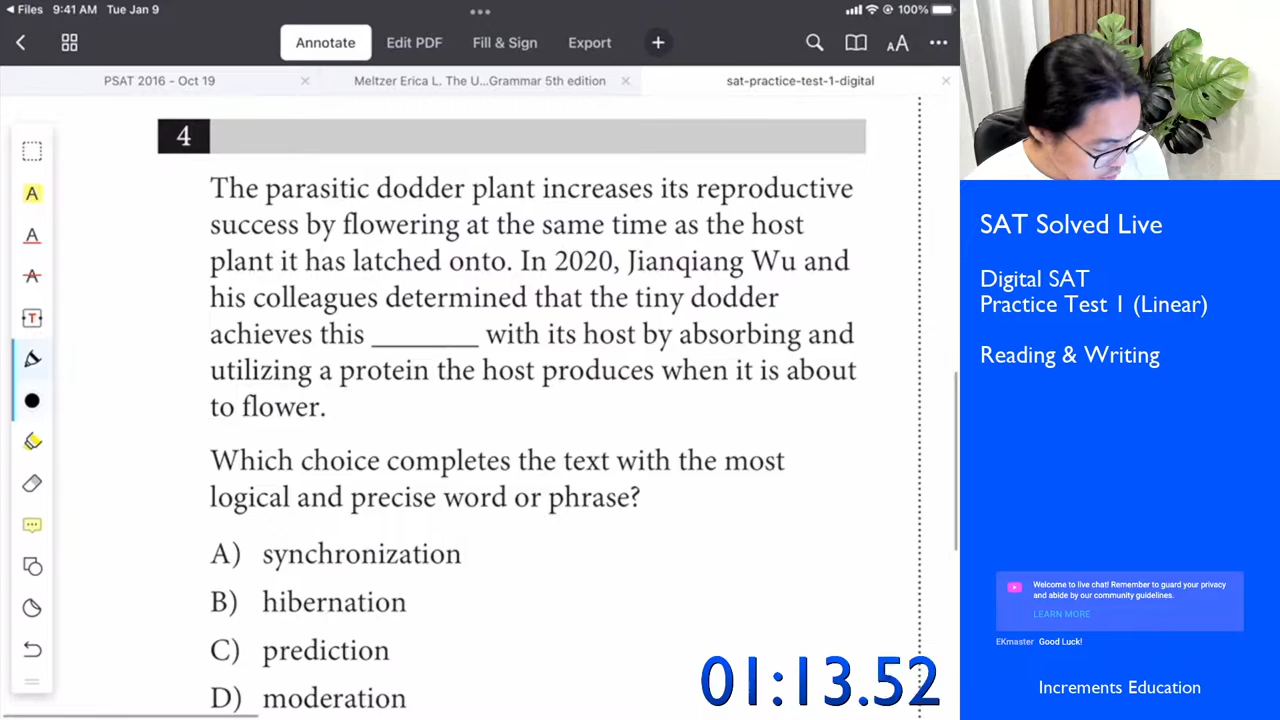 Files 9:41 AM Tue Jan 9 100%
Annotate Edit PDF Fill & Sign Export
PSAT 2016 - Oct 19 Meltzer Erica L. The U...Grammar 5th edition sat-practice-test-1-digital
4
The parasitic dodder plant increases its reproductive
success by flowering at the same time as the host
plant it has latched onto. In 2020, Jianqiang Wu and
his colleagues determined that the tiny dodder
achieves this ________ with its host by absorbing and
utilizing a protein the host produces when it is about
to flower.
Which choice completes the text with the most
logical and precise word or phrase?
A) synchronization
B) hibernation
C) prediction
D) moderation
01:13.52
SAT Solved Live
Digital SAT
Practice Test 1 (Linear)
Reading & Writing
Welcome to live chat! Remember to guard your privacy
and abide by our community guidelines.
LEARN MORE
EKmaster Good Luck!
Increments Education